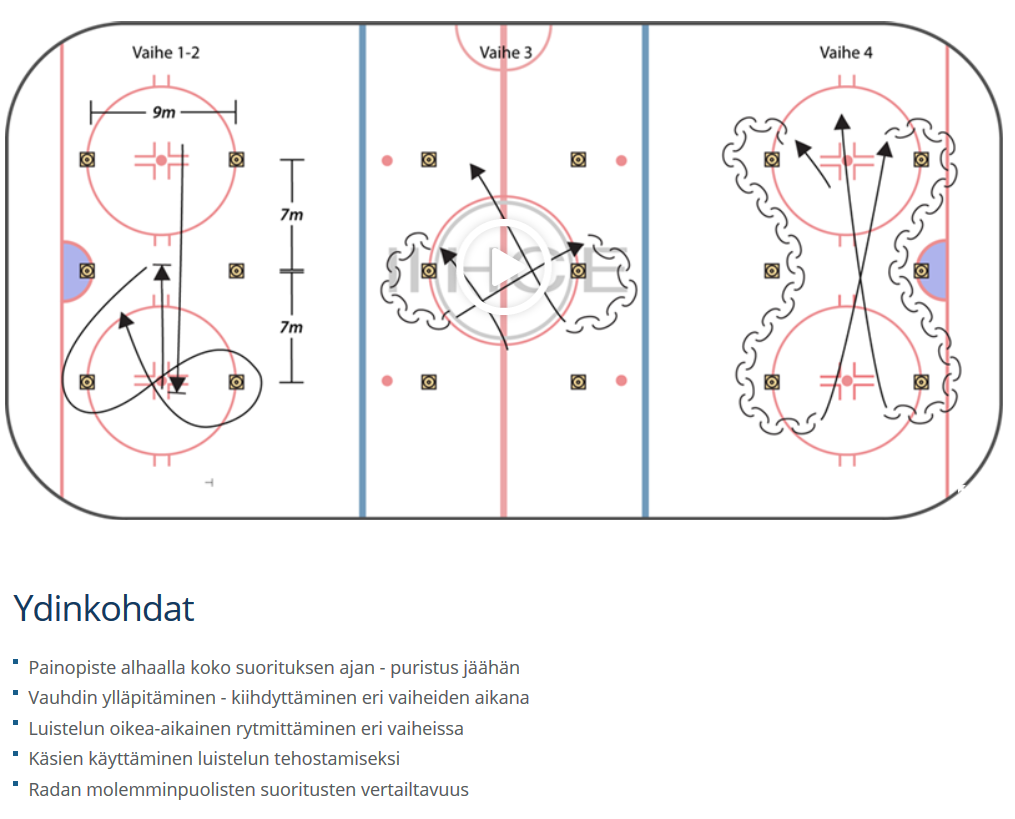 Vaihe 1-2
Vaihe 3
Vaihe 4
9m
7m
7m
Ydinkohdat
Painopiste alhaalla koko suorituksen ajan - puristus jäähän
Vauhdin ylläpitäminen - kiihdyttäminen eri vaiheiden aikana
Luistelun oikea-aikainen rytmittäminen eri vaiheissa
Käsien käyttäminen luistelun tehostamiseksi
Radan molemminpuolisten suoritusten vertailtavuus